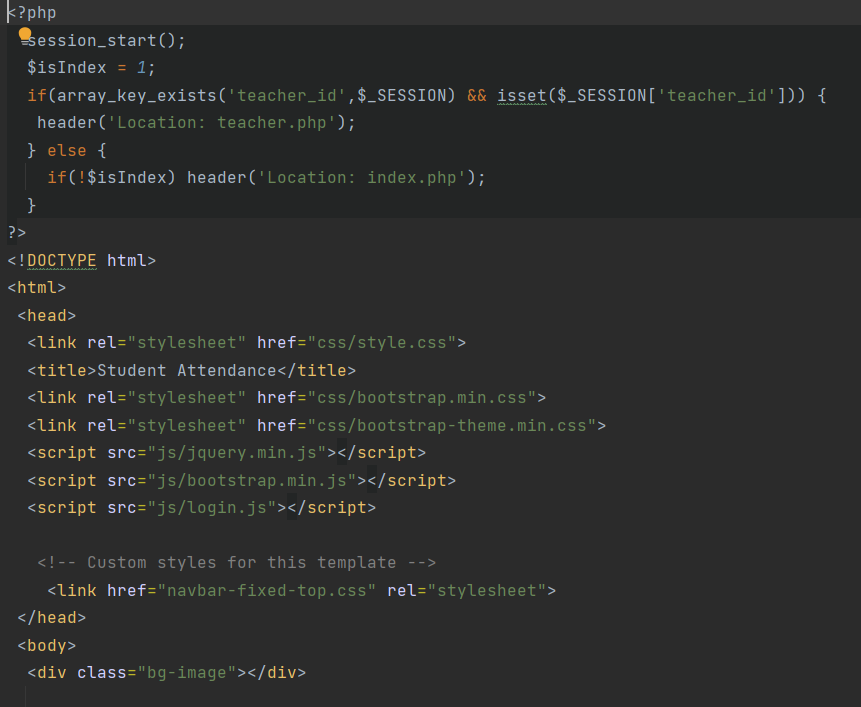 <?php
session_start();
$isIndex = 1;
if(array_key_exists('teacher_id',$_SESSION) && isset($_SESSION['teacher_id'])) {
header('Location: teacher.php');
} else {
if(!$isIndex) header('Location: index.php');
}
?>
<!DOCTYPE html>
<html>
<head>
<link rel="stylesheet" href="css/style.css">
<title>Student Attendance</title>
<link rel="stylesheet" href="css/bootstrap.min.css">
<link rel="stylesheet" href="css/bootstrap-theme.min.css">
<script src="js/jquery.min.js"></script>
<script src="js/bootstrap.min.js"></script>
<script src="js/login.js"></script>
<!-- Custom styles for this template -->
<link href="navbar-fixed-top.css" rel="stylesheet">
</head>
<body>
<div class="bg-image"></div>